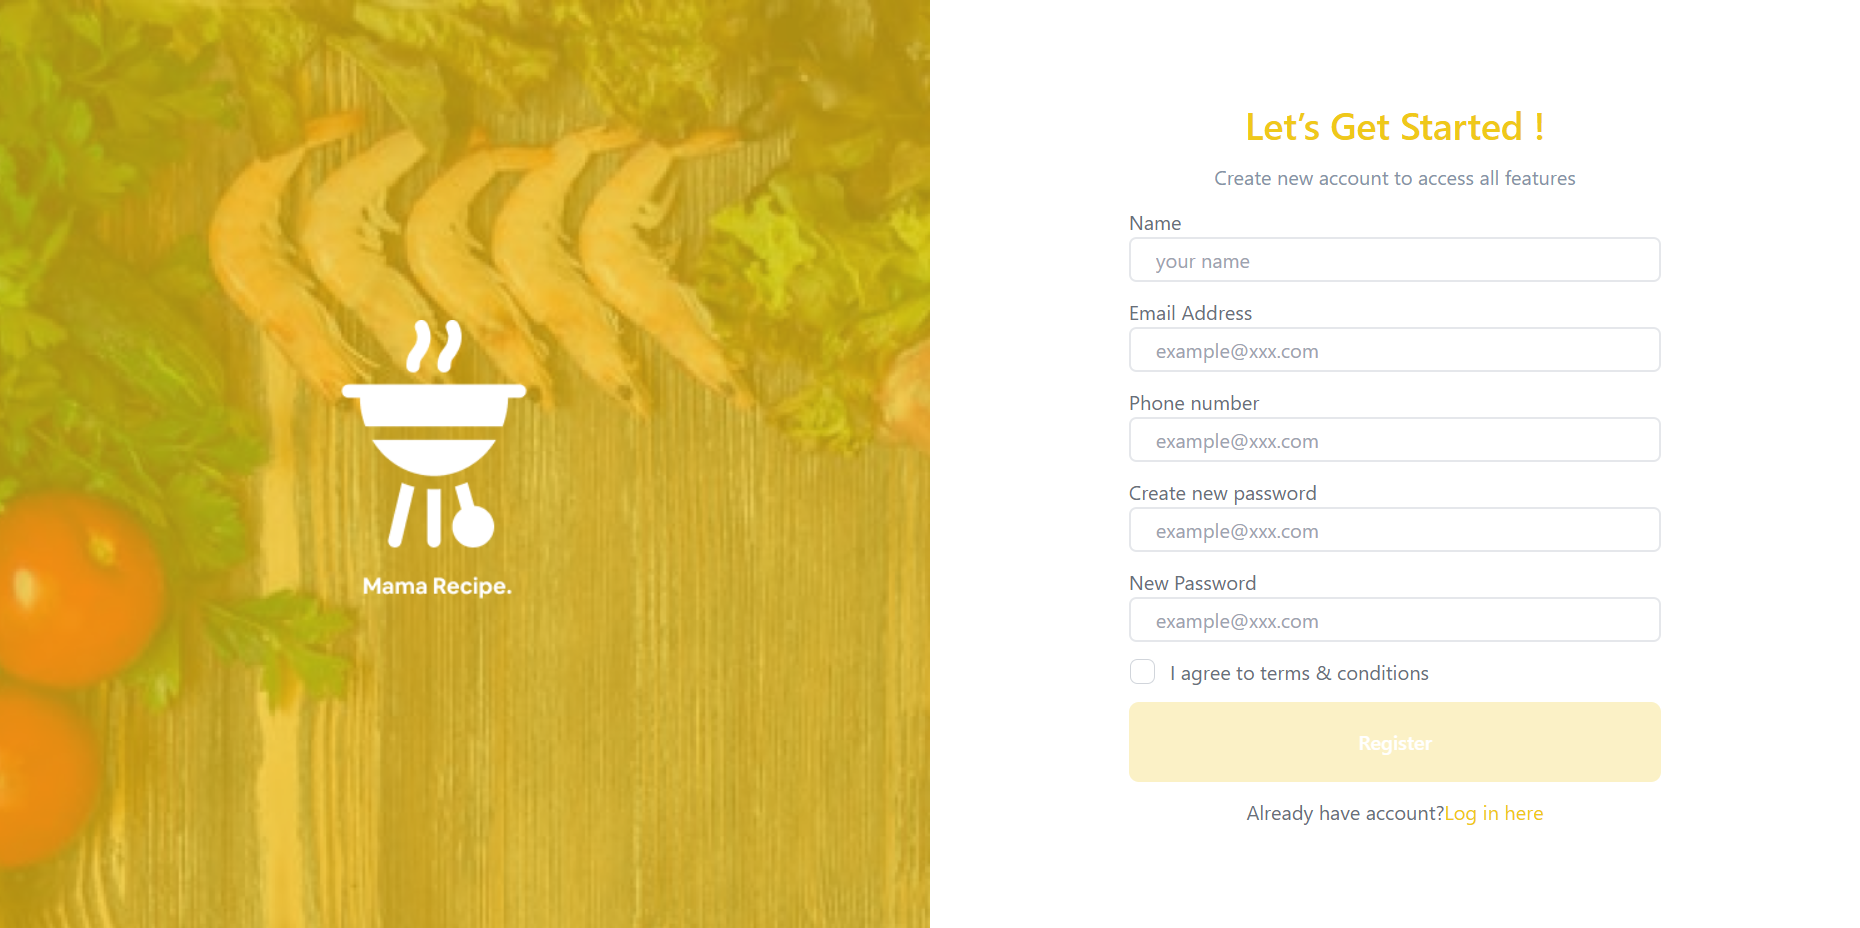 Mama Recipe.
Let’s Get Started !
Create new account to access all features
Name
your name
Email Address
example@xxx.com
Phone number
example@xxx.com
Create new password
example@xxx.com
New Password
example@xxx.com
I agree to terms & conditions
Register
Already have account?Log in here